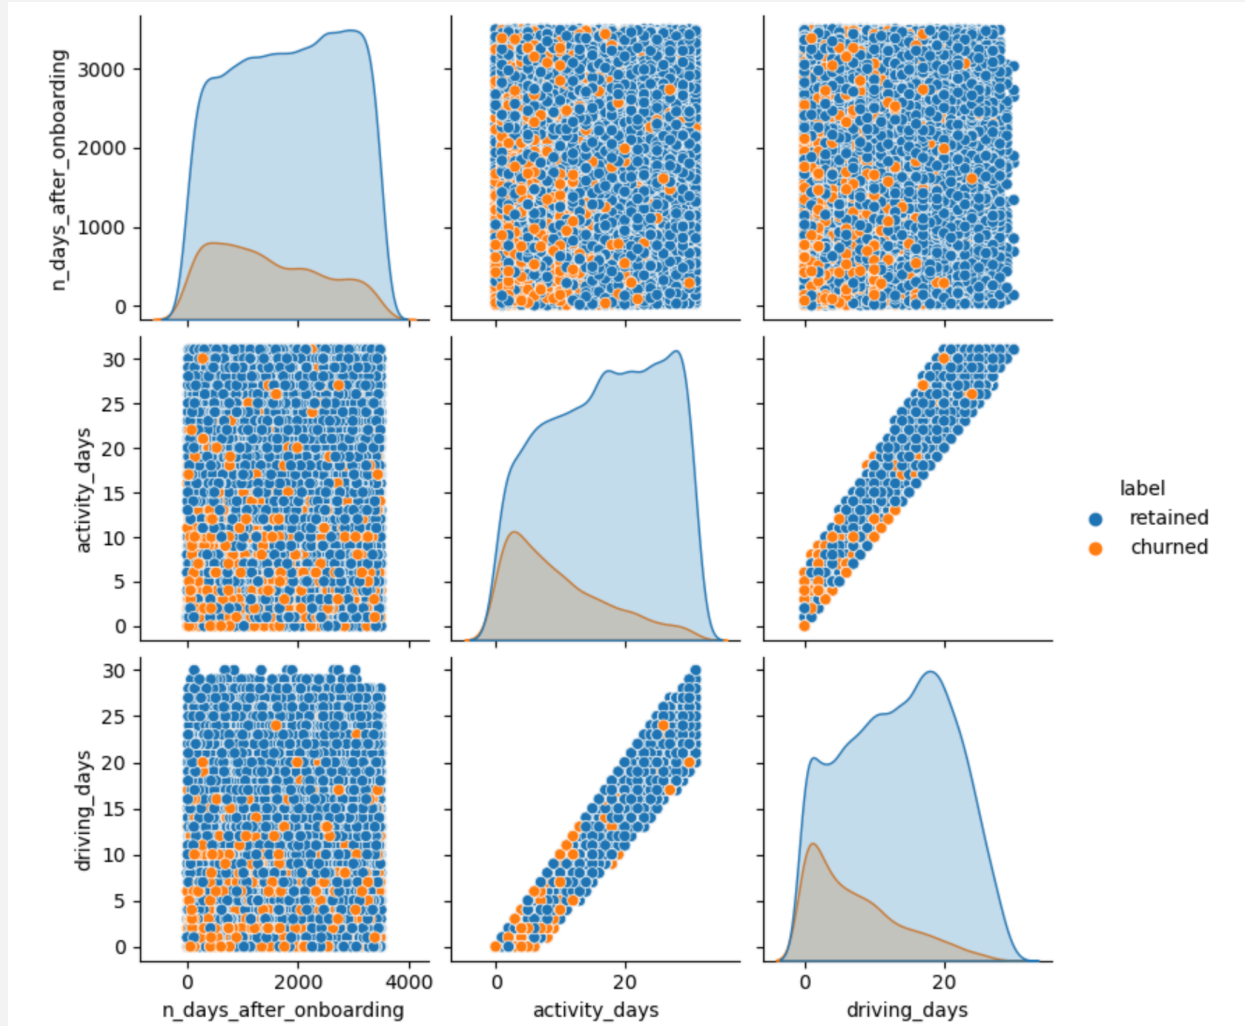 n_days_after_onboarding
3000
2000
1000
0
activity_days
30
25
20
15
10
5
0
label
retained
churned
driving_days
30
25
20
15
10
5
0
0 2000 4000
n_days_after_onboarding
0 20
activity_days
0 20
driving_days